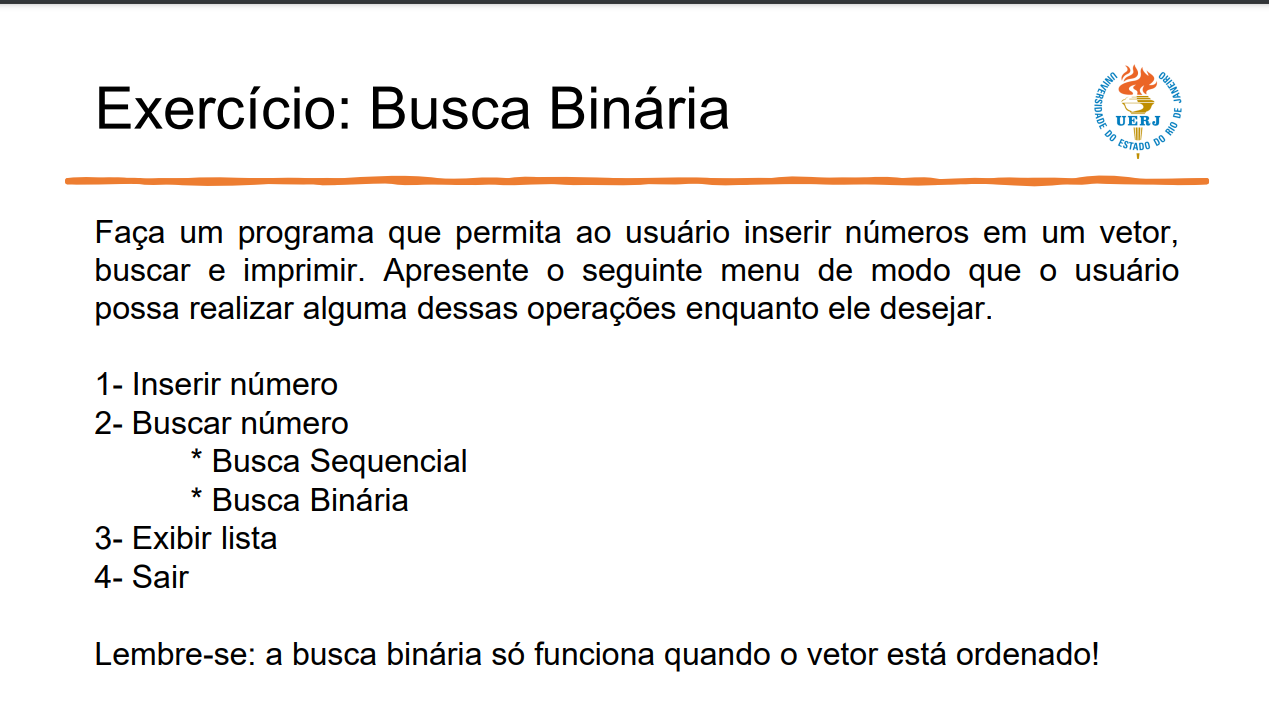 Exercício: Busca Binária
UNIVERSIDADE DO ESTADO DO RIO DE JANEIRO
UERJ
Faça um programa que permita ao usuário inserir números em um vetor,
buscar e imprimir. Apresente o seguinte menu de modo que o usuário
possa realizar alguma dessas operações enquanto ele desejar.
1- Inserir número
2- Buscar número
* Busca Sequencial
* Busca Binária
3- Exibir lista
4- Sair
Lembre-se: a busca binária só funciona quando o vetor está ordenado!